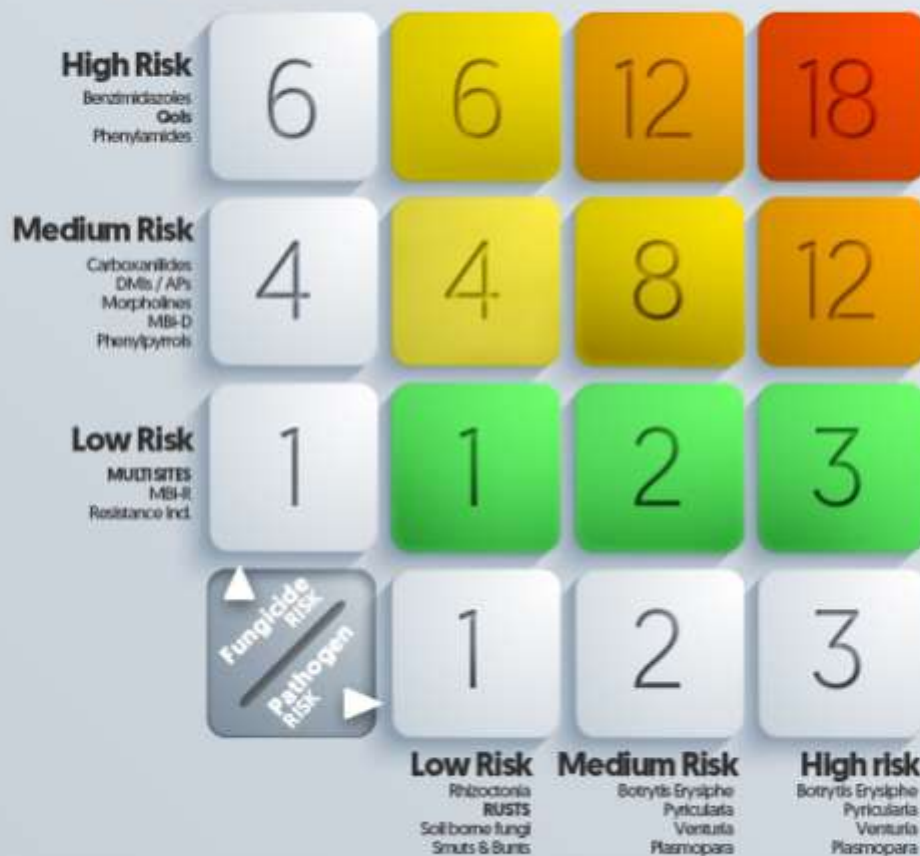 High Risk
Benzimidazoles
QoIs
Phenylamides
6 6 12 18
Medium Risk
Carboxanilides
DMIs / APs
Morpholines
MBI-D
Phenylpyrrols
4 4 8 12
Low Risk
MULTI SITES
MBI-R
Resistance Incl.
1 1 2 3
Fungicide
RISK
Pathogen
RISK
1 2 3
Low Risk
Rhizoctonia
RUSTS
Soil borne fungi
Smuts & Bunts
Medium Risk
Botrytis Erysiphe
Pyricularia
Venturia
Plasmopara
High risk
Botrytis Erysiphe
Pyricularia
Venturia
Plasmopara